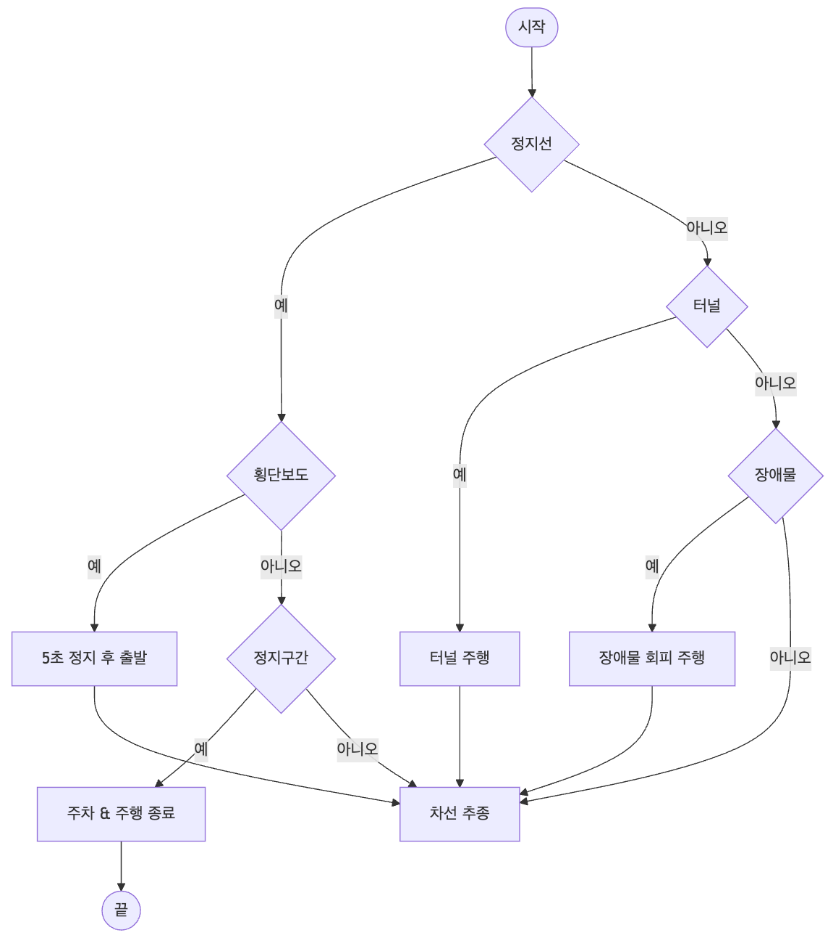 시작
정지선
아니오
예
터널
아니오
예
횡단보도
장애물
예
아니오
예
5초 정지 후 출발
정지구간
터널 주행
장애물 회피 주행
아니오
예
아니오
주차 & 주행 종료
차선 추종
끝